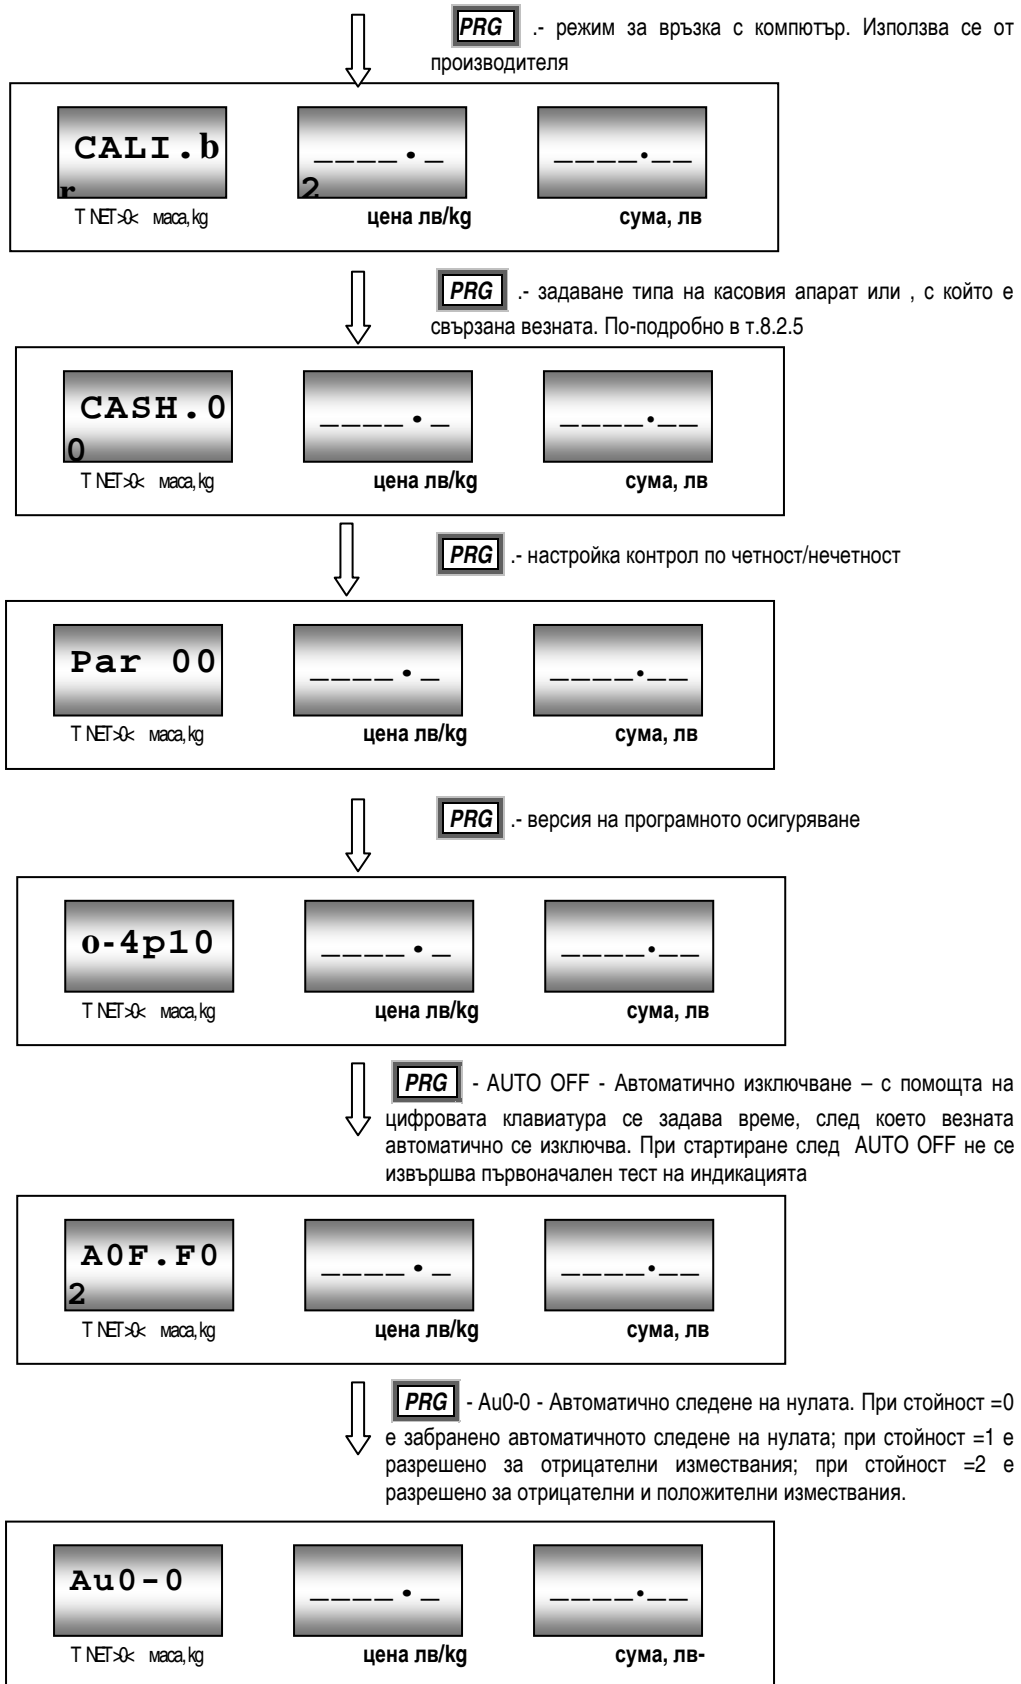 PRG .- режим за връзка с компютър. Използва се от
производителя
CALI.b ____._ ____.__
r 2
T NET>0< маса,kg цена лв/kg сума, лв
PRG .- задаване типа на касовия апарат или , с който е
свързана везната. По-подробно в т.8.2.5
CASH.0 ____._ ____.__
0
T NET>0< маса,kg цена лв/kg сума, лв
PRG .- настройка контрол по четност/нечетност
Par 00 ____._ ____.__
T NET>0< маса,kg цена лв/kg сума, лв
PRG .- версия на програмното осигуряване
o-4p10 ____._ ____.__
T NET>0< маса,kg цена лв/kg сума, лв
PRG - AUTO OFF - Автоматично изключване – с помощта на
цифровата клавиатура се задава време, след което везната
автоматично се изключва. При стартиране след AUTO OFF не се
извършва първоначален тест на индикацията
A0F.F0 ____._ ____.__
2
T NET>0< маса,kg цена лв/kg сума, лв
PRG - Au0-0 - Автоматично следене на нулата. При стойност =0
е забранено автоматичното следене на нулата; при стойност =1 е
разрешено за отрицателни измествания; при стойност =2 е
разрешено за отрицателни и положителни измествания.
Au0-0 ____._ ____.__
T NET>0< маса,kg цена лв/kg сума, лв-